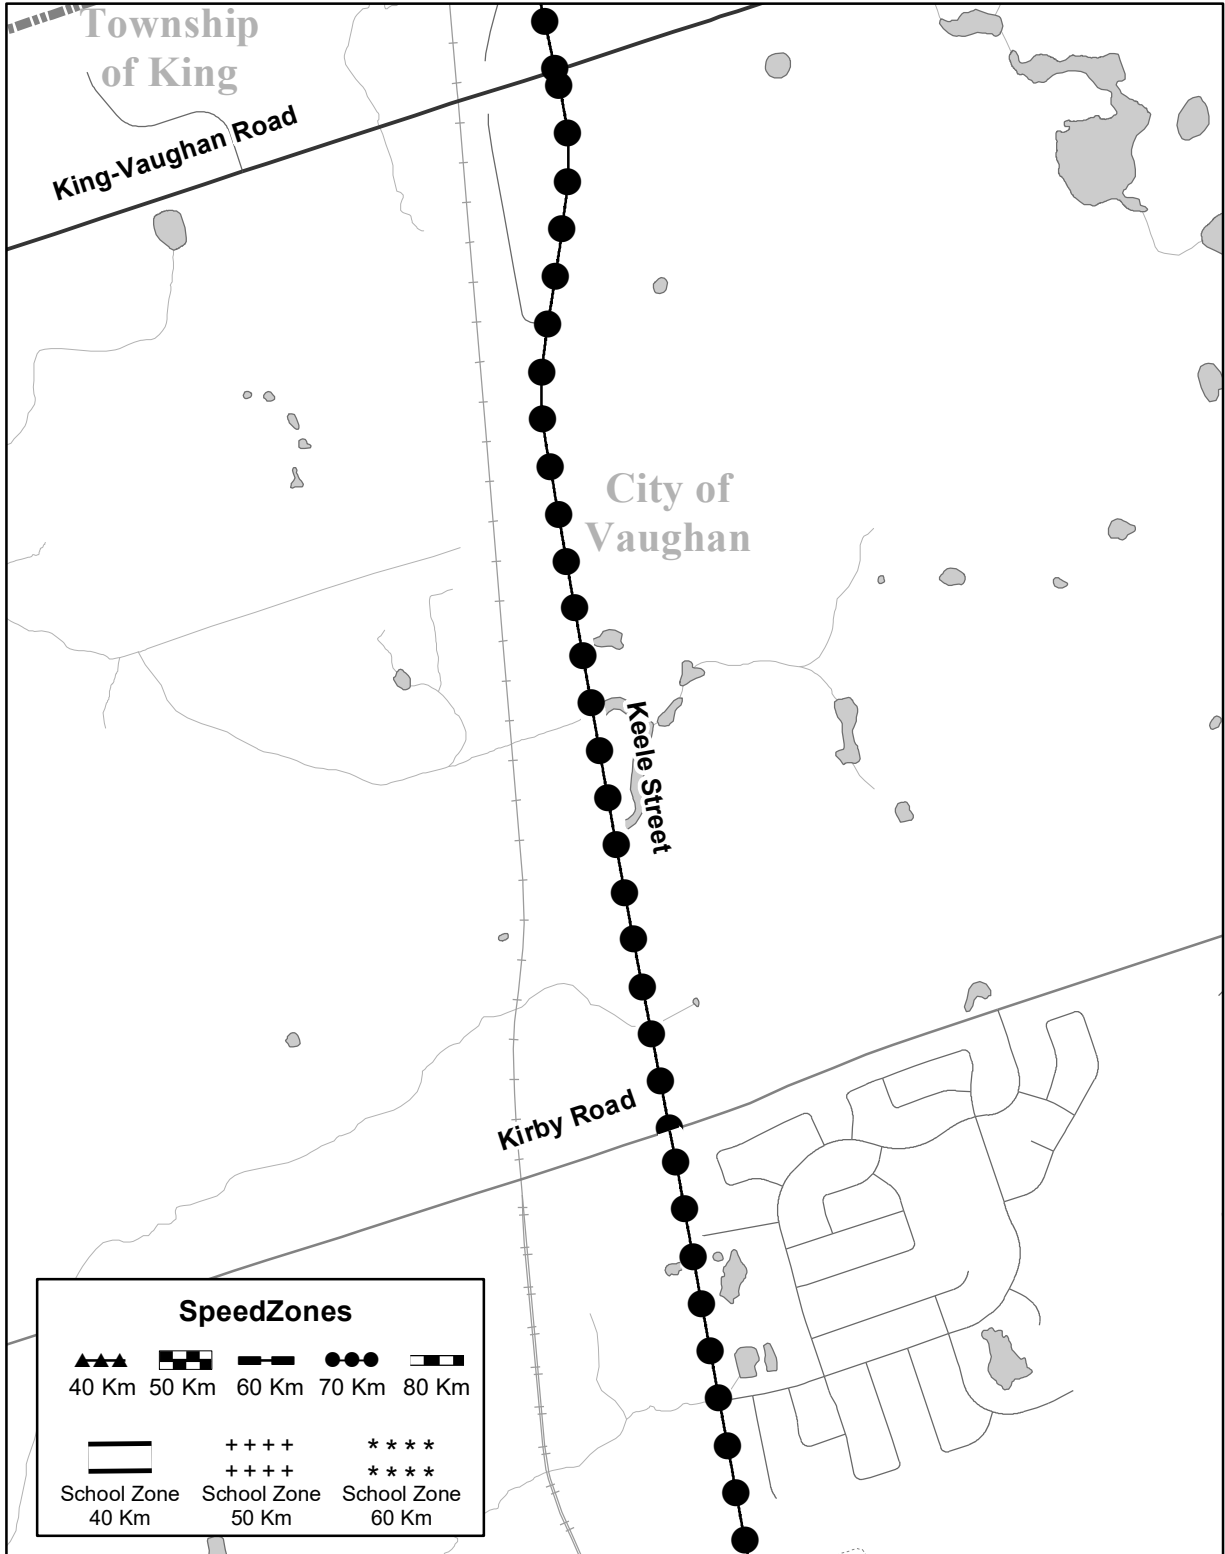 Township
of King
King-Vaughan Road
City of
Vaughan
Keele Street
Kirby Road
SpeedZones
40 Km 50 Km 60 Km 70 Km 80 Km
++++ ****
++++ ****
School Zone School Zone School Zone
40 Km 50 Km 60 Km